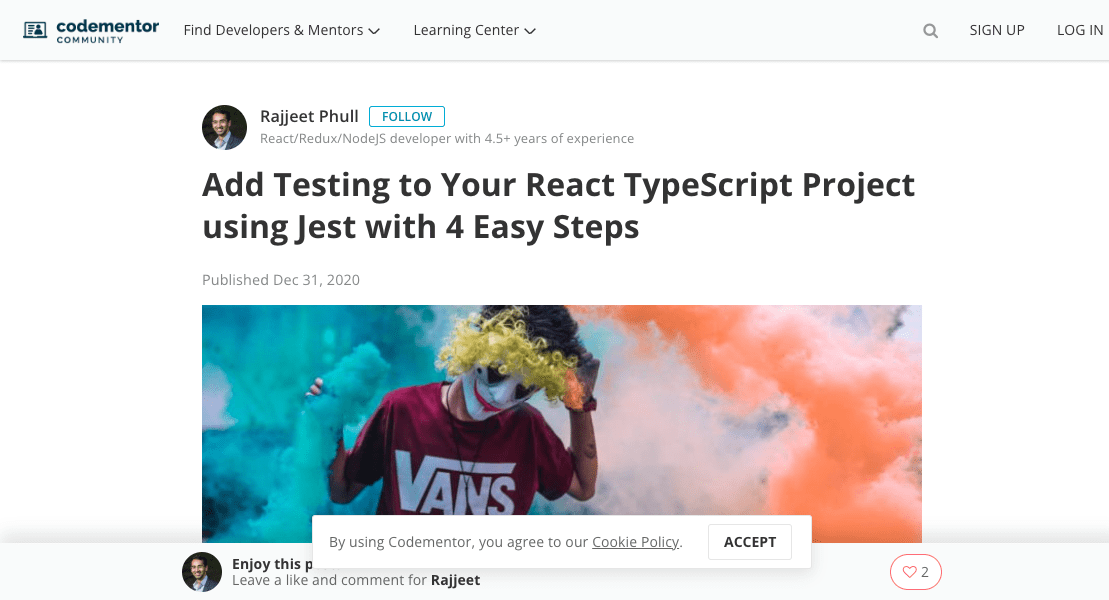 codementor
COMMUNITY
Find Developers & Mentors
Learning Center
SIGN UP
LOG IN
Rajjeet Phull
FOLLOW
React/Redux/NodeJS developer with 4.5+ years of experience
Add Testing to Your React TypeScript Project
using Jest with 4 Easy Steps
Published Dec 31, 2020
VANS
By using Codementor, you agree to our Cookie Policy.
ACCEPT
Enjoy this p
Leave a like and comment for Rajjeet
2